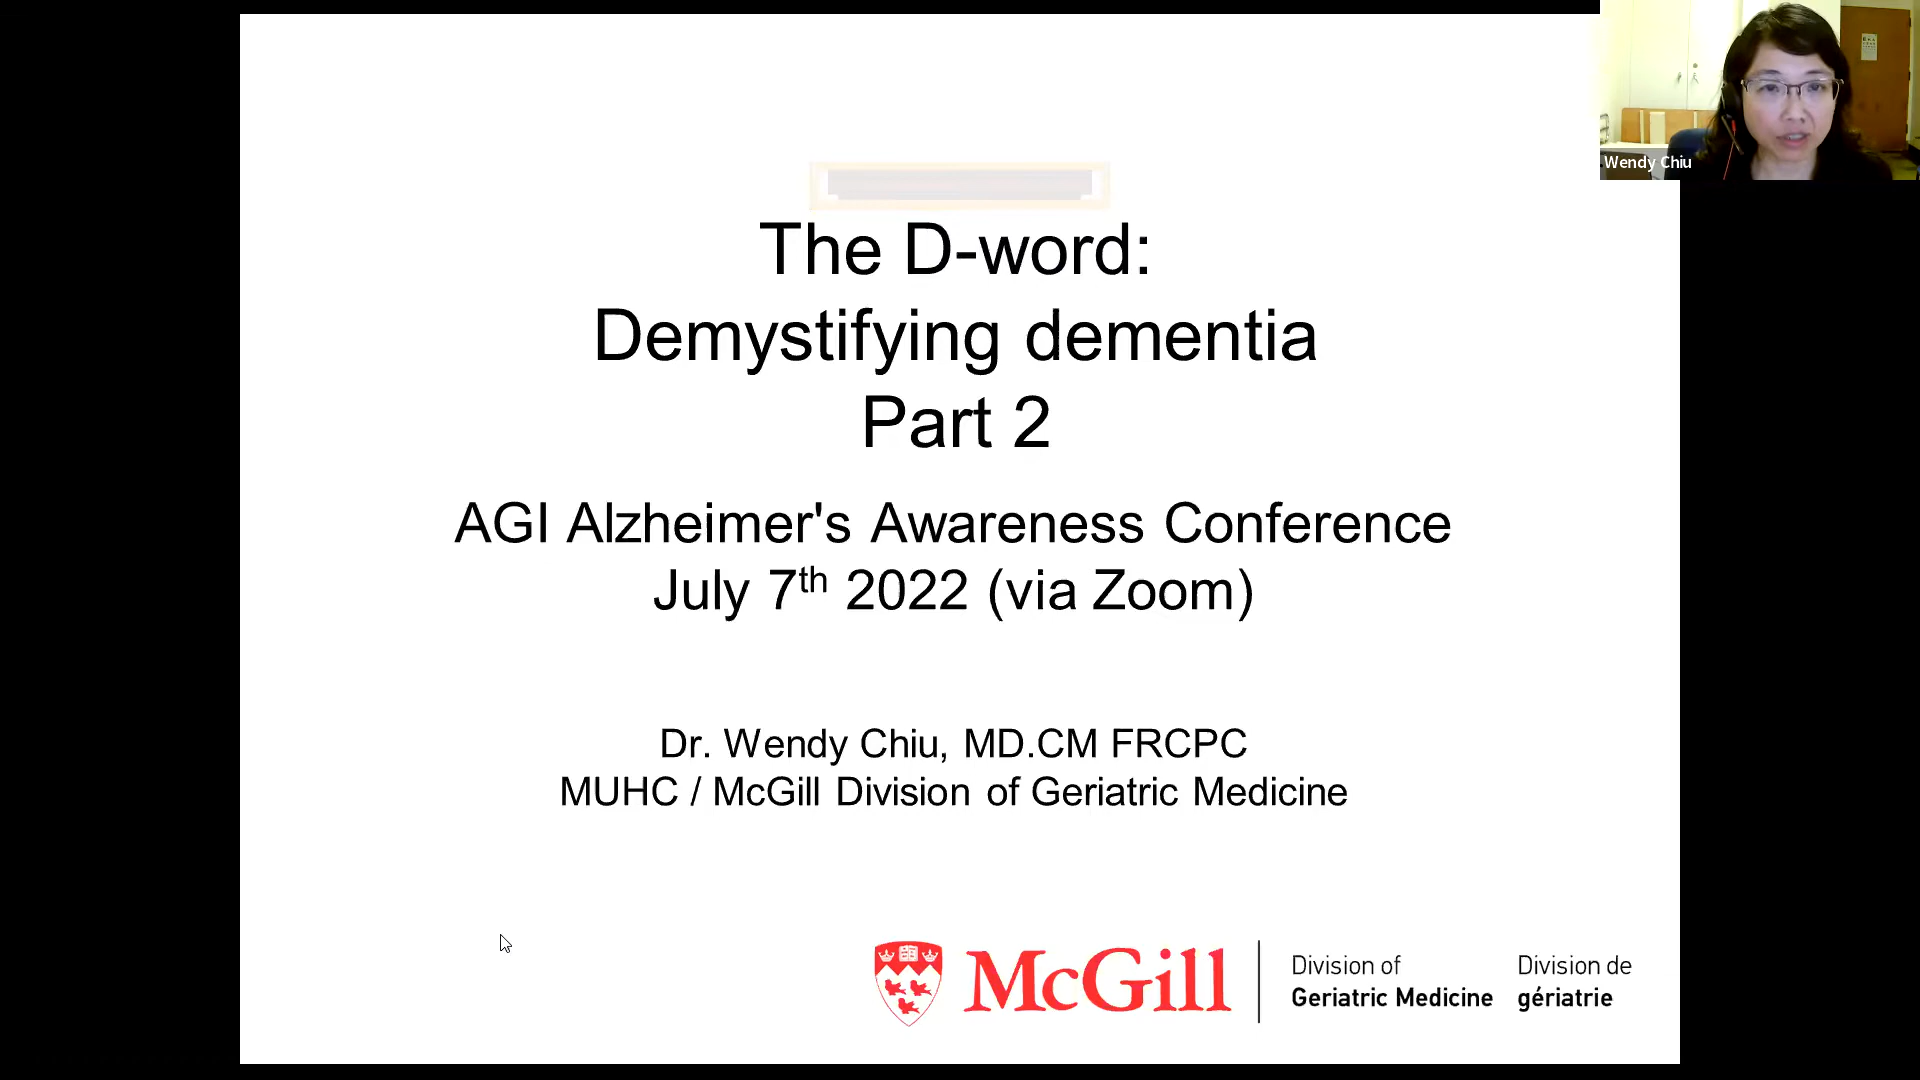 The D-word:
Demystifying dementia
Part 2
AGI Alzheimer's Awareness Conference
July 7th 2022 (via Zoom)
Dr. Wendy Chiu, MD.CM FRCPC
MUHC / McGill Division of Geriatric Medicine
McGill
Division of
Geriatric Medicine
Division de
gériatrie
Wendy Chiu